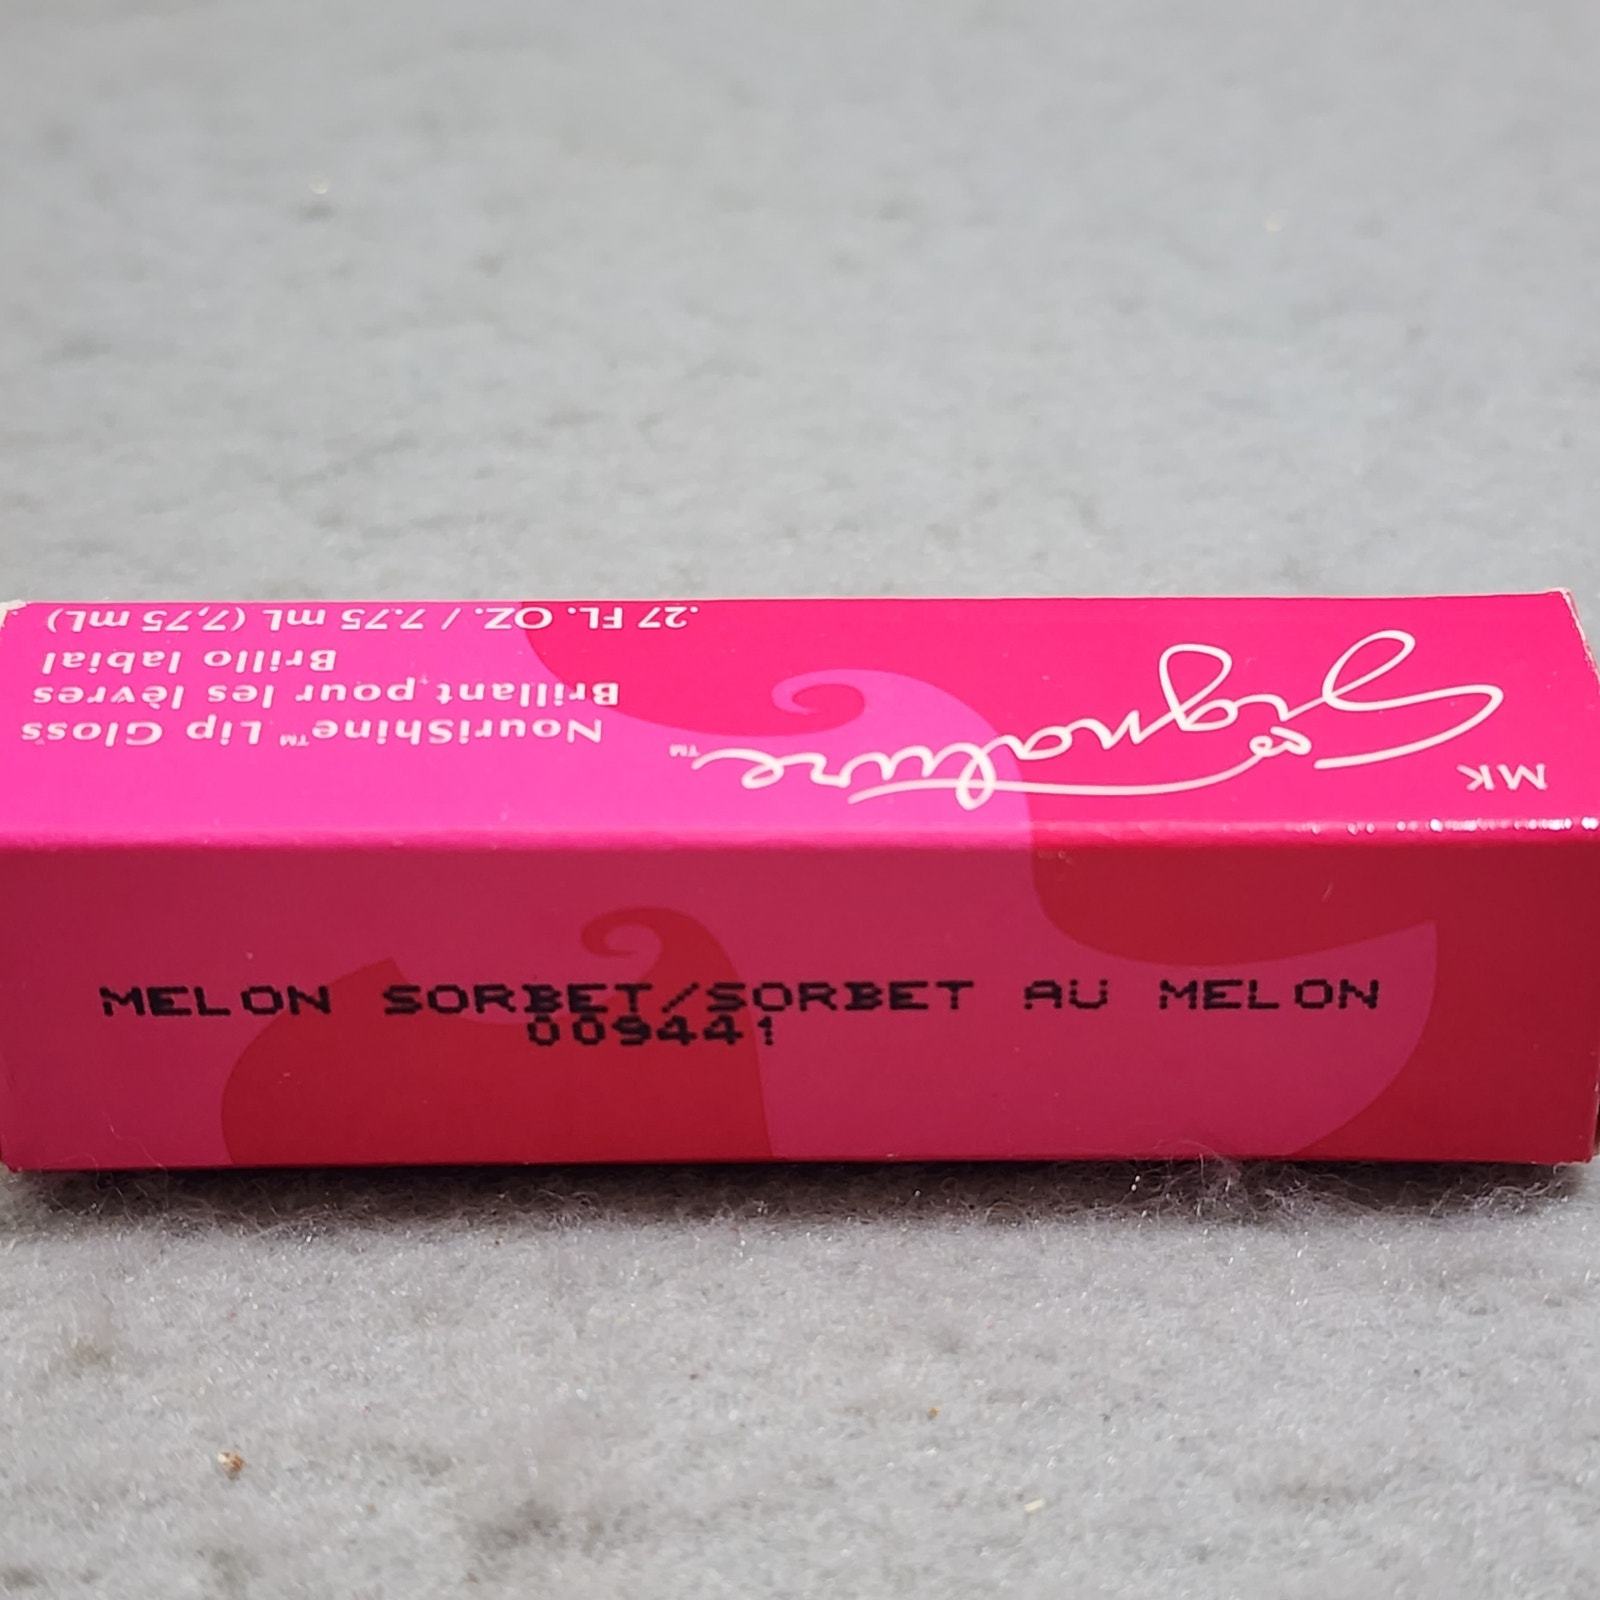 MK
Signature™
NouriShine™ Lip Gloss
Brillant pour les lèvres
Brillo labial
.27 FL. OZ. / 7.75 mL (7,75 mL)
MELON SORBET/SORBET AU MELON
009441